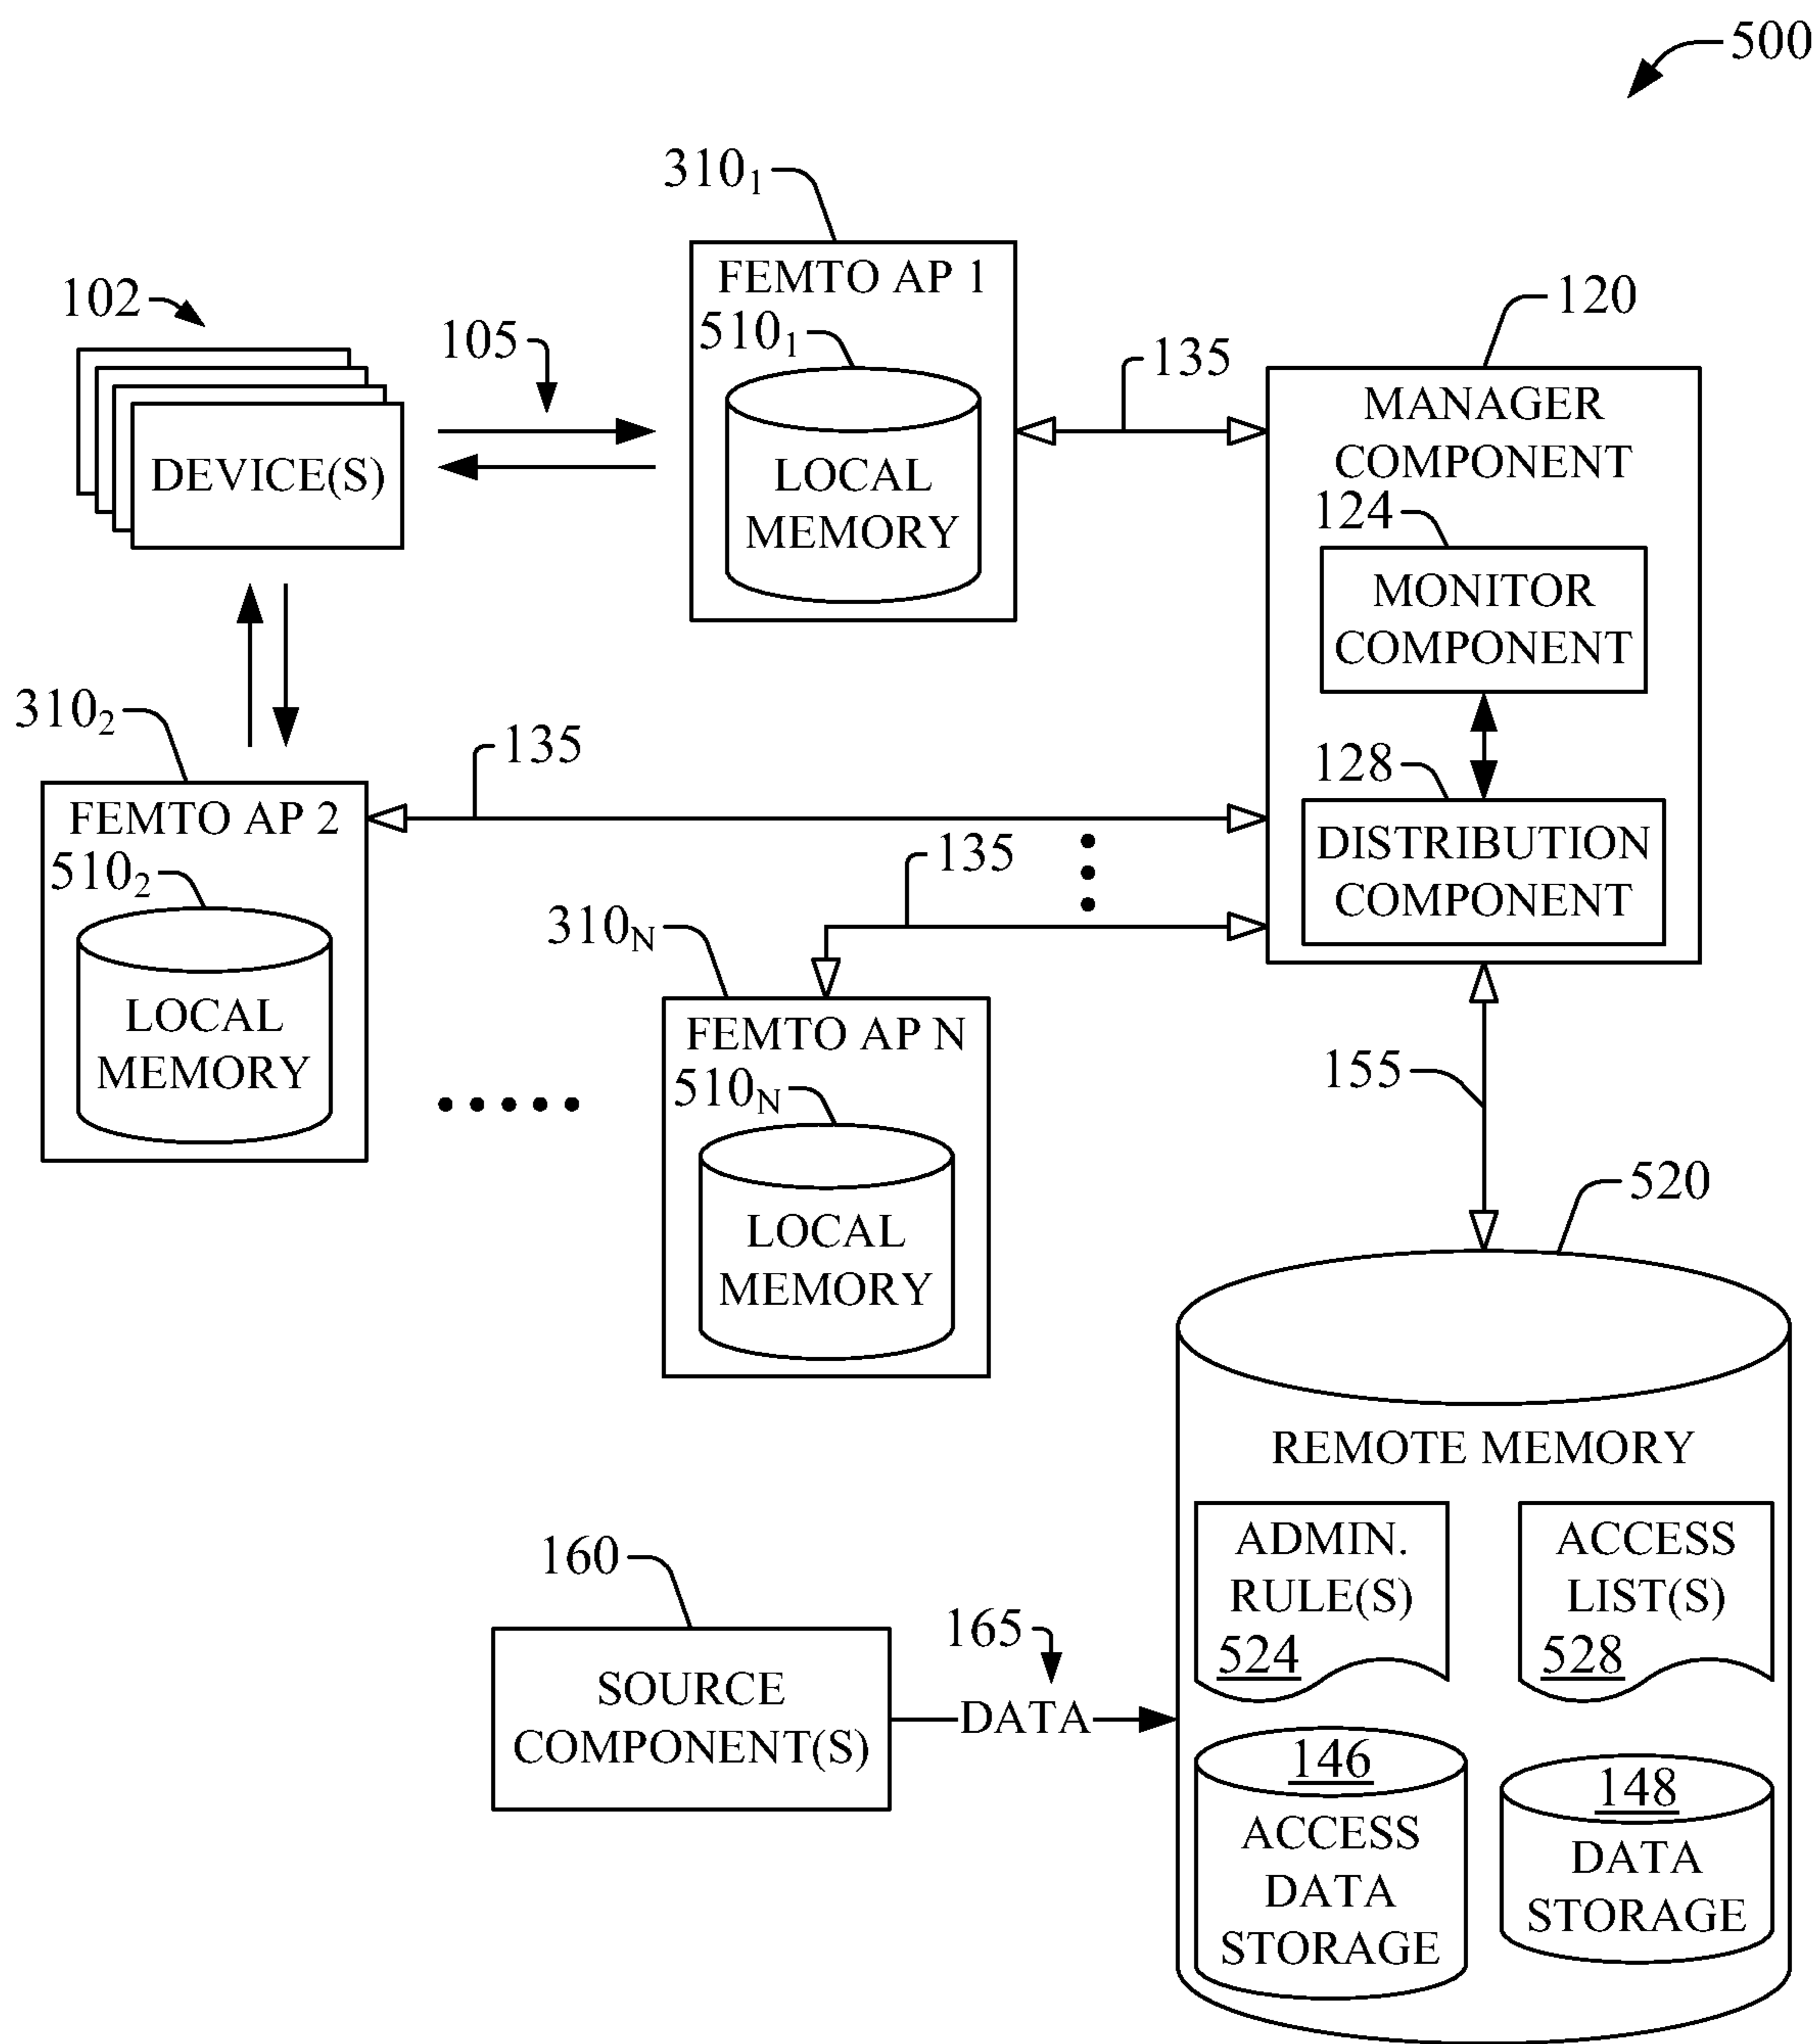 500
310₁
FEMTO AP 1
510₁
LOCAL
MEMORY
102
105
DEVICE(S)
135
120
MANAGER
COMPONENT
124
MONITOR
COMPONENT
128
DISTRIBUTION
COMPONENT
310₂
135
FEMTO AP 2
510₂
LOCAL
MEMORY
135
310N
FEMTO AP N
510N
LOCAL
MEMORY
155
520
REMOTE MEMORY
ADMIN.
RULE(S)
524
ACCESS
LIST(S)
528
160
SOURCE
COMPONENT(S)
165
DATA
146
ACCESS
DATA
STORAGE
148
DATA
STORAGE